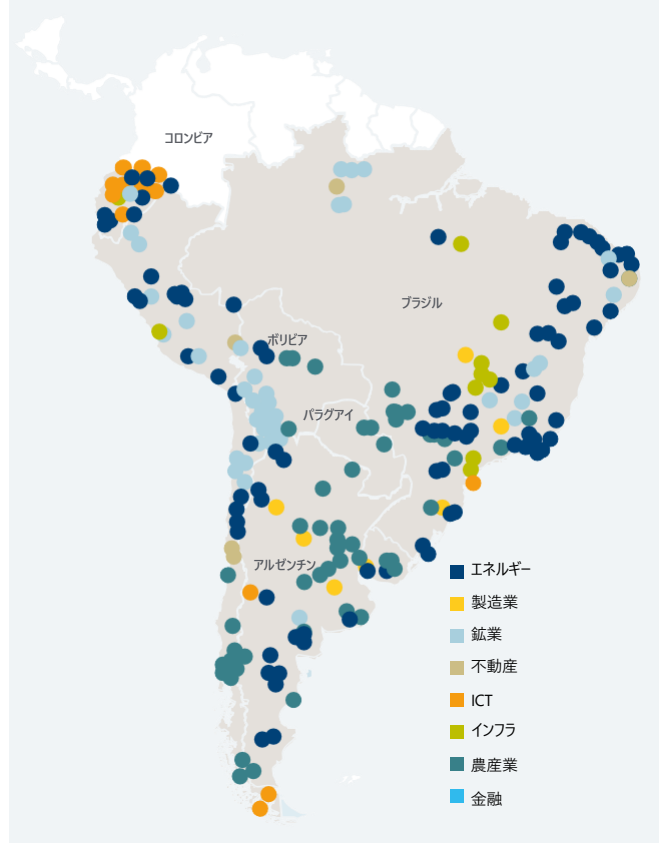 コロンビア
ブラジル
ボリビア
パラグアイ
アルゼンチン
エネルギー
製造業
鉱業
不動産
ICT
インフラ
農産業
金融